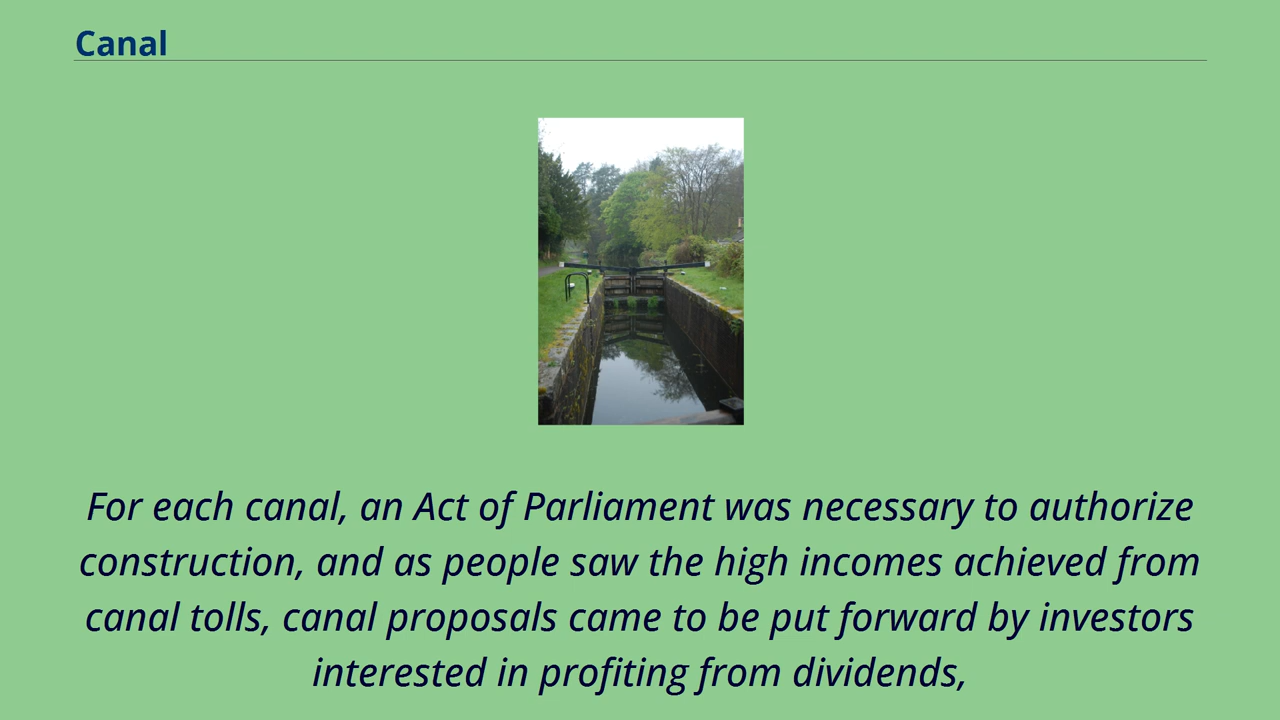 Canal
For each canal, an Act of Parliament was necessary to authorize
construction, and as people saw the high incomes achieved from
canal tolls, canal proposals came to be put forward by investors
interested in profiting from dividends,